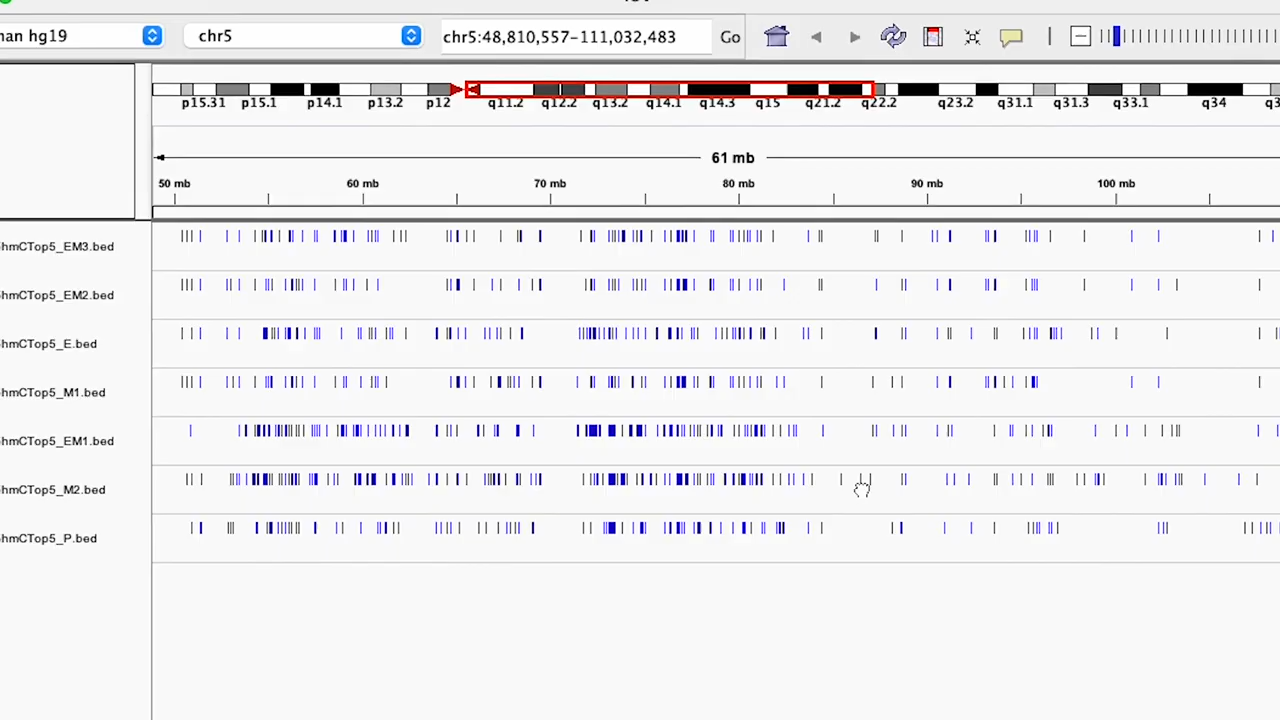 man hg19 chr5 chr5:48,810,557-111,032,483 Go
p15.31 p15.1 p14.1 p13.2 p12 q11.2 q12.2 q13.2 q14.1 q14.3 q15 q21.2 q22.2 q23.2 q31.1 q31.3 q33.1 q34
61 mb
50 mb 60 mb 70 mb 80 mb 90 mb 100 mb
hmCTop5_EM3.bed
hmCTop5_EM2.bed
hmCTop5_E.bed
hmCTop5_M1.bed
hmCTop5_EM1.bed
hmCTop5_M2.bed
hmCTop5_P.bed